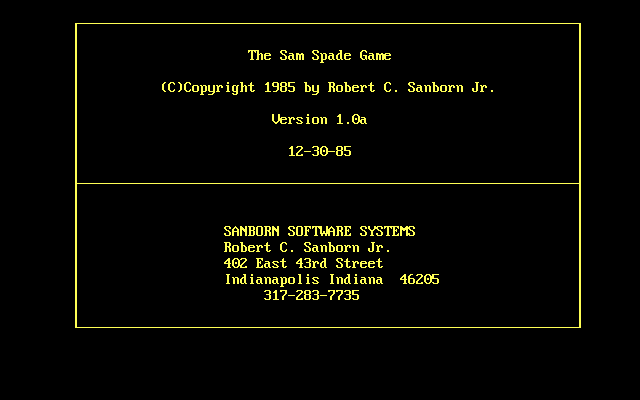 The Sam Spade Game
(C)Copyright 1985 by Robert C. Sanborn Jr.
Version 1.0a
12-30-85
SANBORN SOFTWARE SYSTEMS
Robert C. Sanborn Jr.
402 East 43rd Street
Indianapolis Indiana  46205
317-283-7735